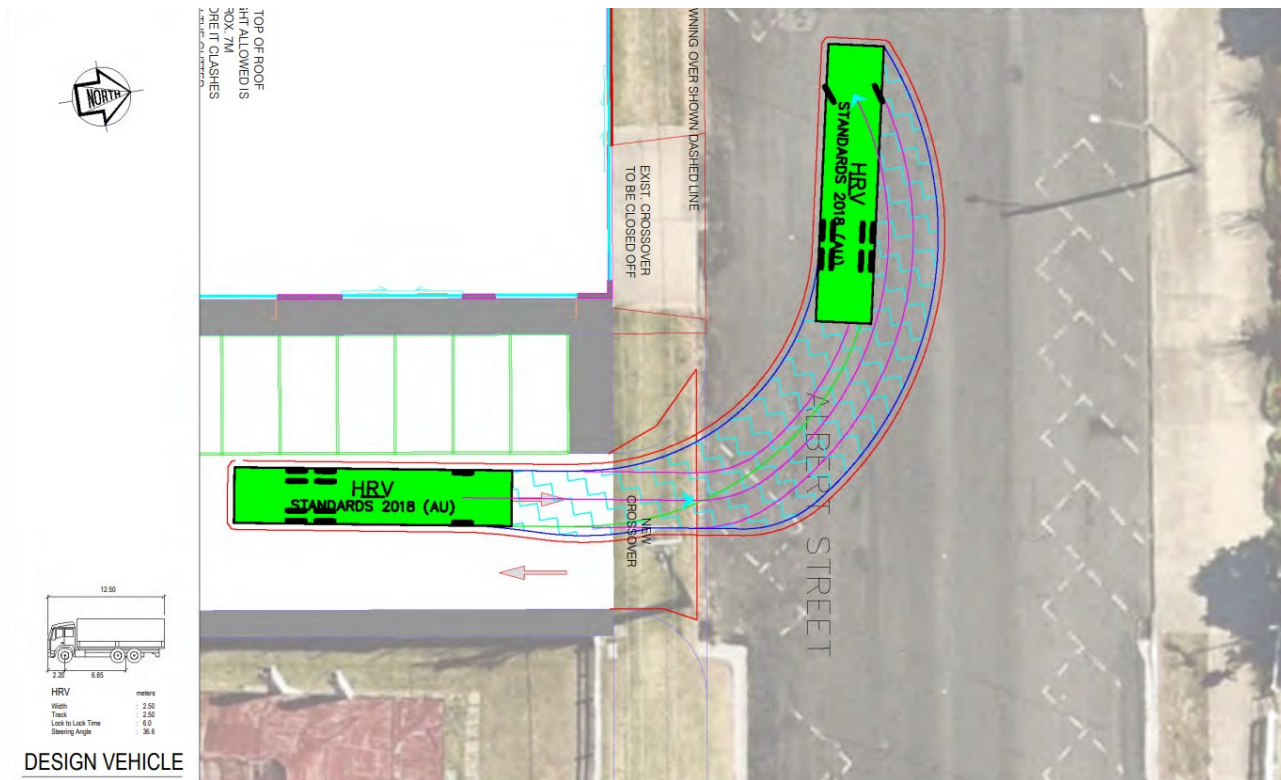 TOP OF ROOF
HT ALLOWED IS
ROX. 7M
ORE IT CLASHES
NORTH
WNING OVER SHOWN DASHED LINE
EXIST. CROSSOVER
TO BE CLOSED OFF
HRV
STANDARDS 2018 (AU)
HRV
STANDARDS 2018 (AU)
NEW
CROSSOVER
ALBERT STREET
12.50
2.20
6.85
HRV
meters
Width : 2.50
Track : 2.50
Lock to Lock Time : 6.0
Steering Angle : 36.6
DESIGN VEHICLE